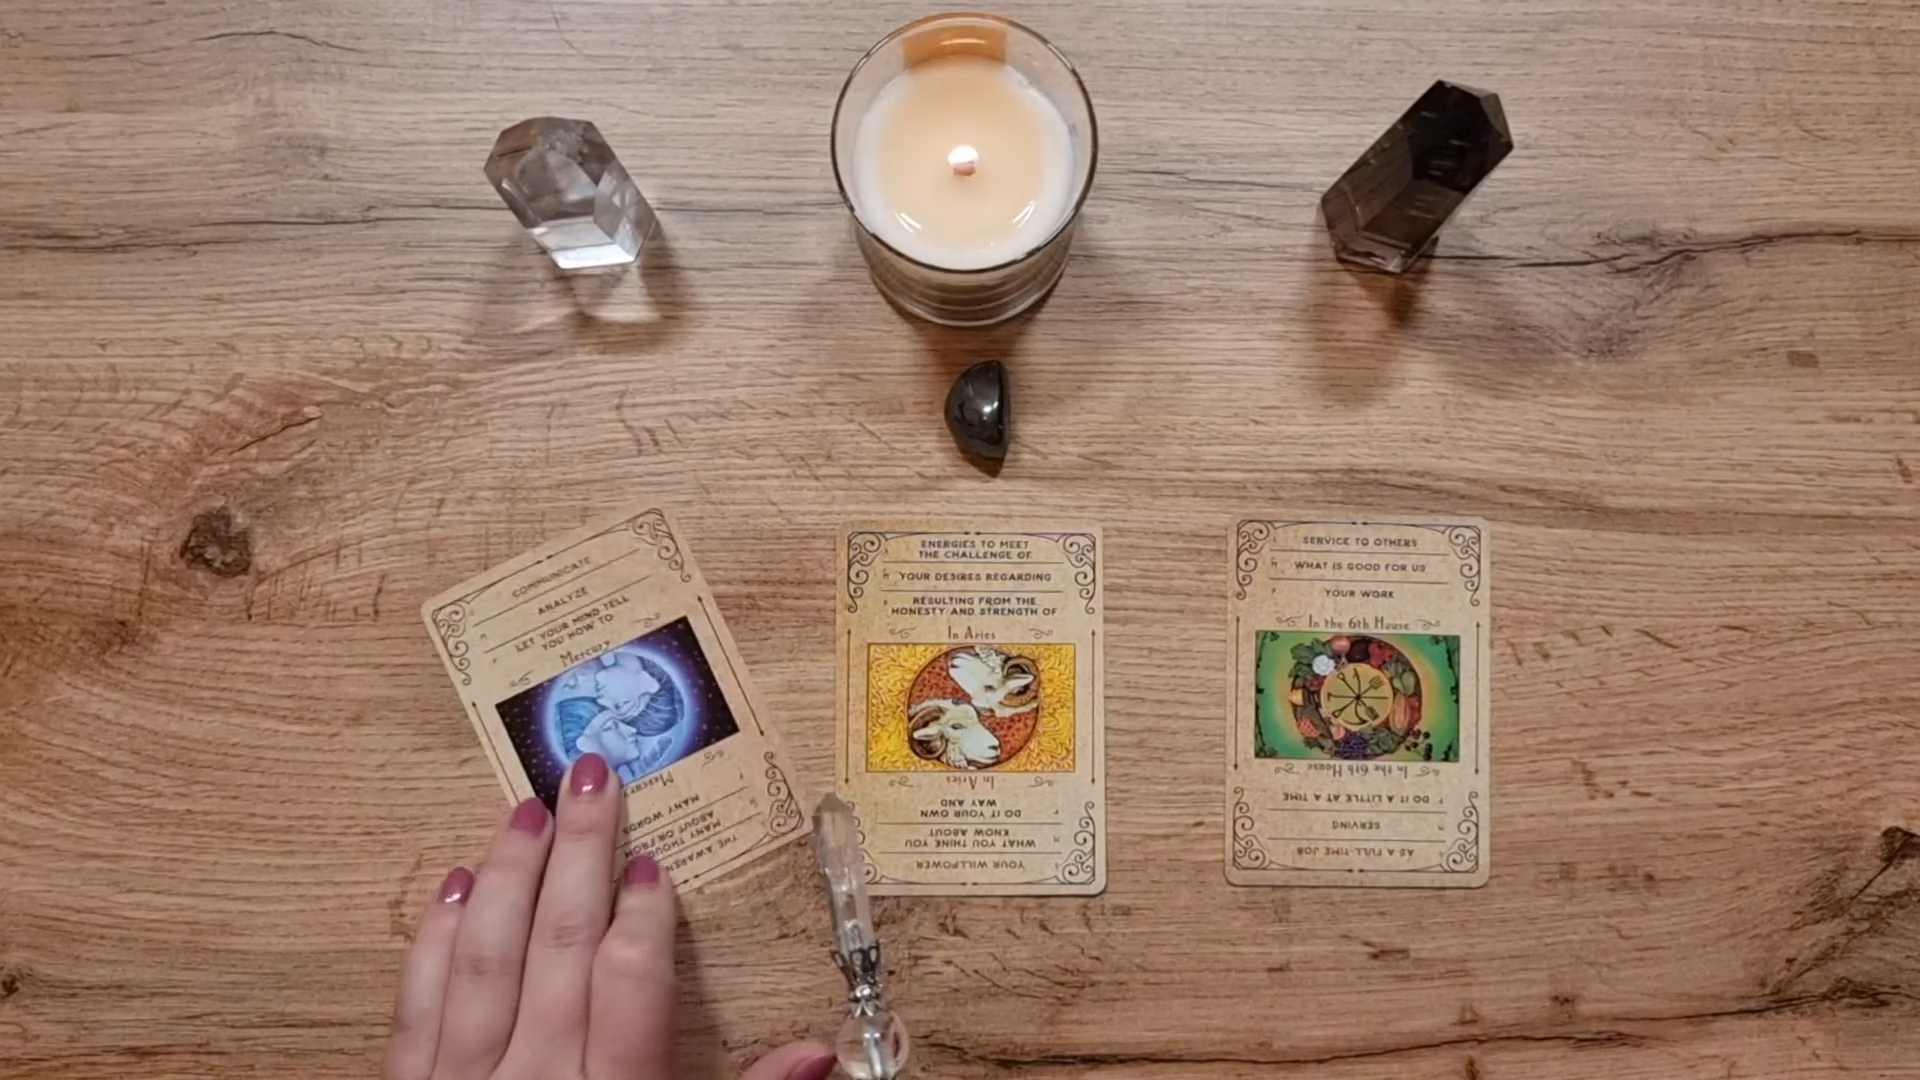 COMMUNICATE
ANALYZE
LET YOUR MIND TELL
YOU HOW TO
Mercury
Mercury
MANY WORDS
ABOUT OR
MANY
THE
ENERGIES TO MEET
THE CHALLENGE OF
YOUR DESIRES REGARDING
RESULTING FROM THE
HONESTY AND STRENGTH OF
In Aries
In Aries
WAY AND
DO IT YOUR OWN
KNOW ABOUT
WHAT YOU THINK YOU
YOUR WILLPOWER
SERVICE TO OTHERS
WHAT IS GOOD FOR US
YOUR WORK
In the 6th House
In the 6th House
DO IT A LITTLE AT A TIME
SERVING
AS A FULL-TIME JOB